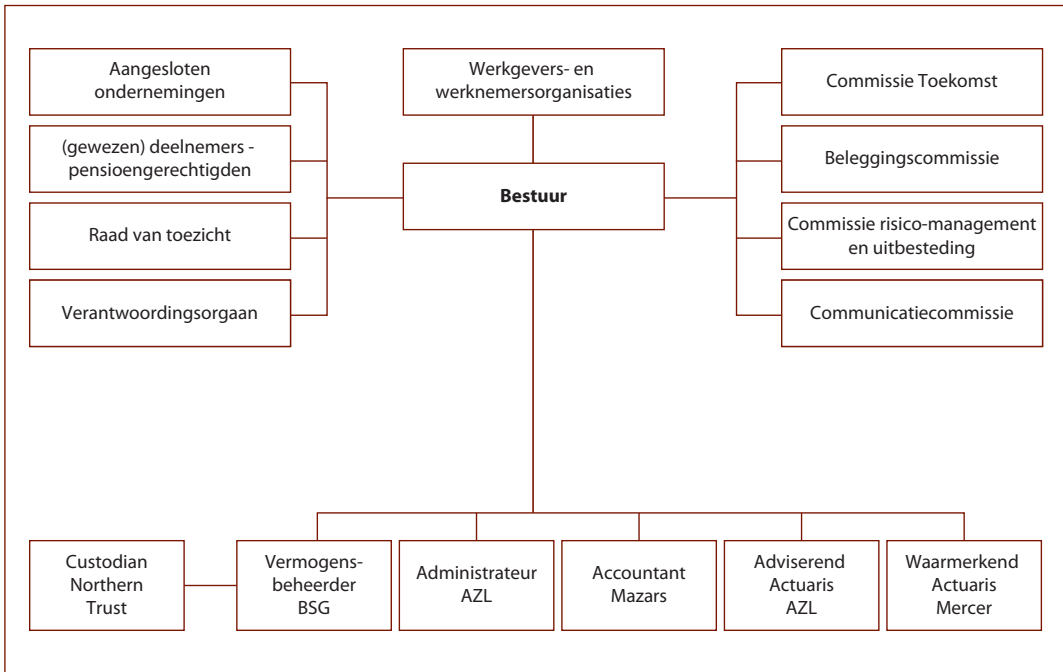 Aangesloten
ondernemingen
Werkgevers- en
werknemersorganisaties
Commissie Toekomst
(gewezen) deelnemers -
pensioengerechtigden
Bestuur
Beleggingscommissie
Raad van toezicht
Commissie risico-management
en uitbesteding
Verantwoordingsorgaan
Communicatiecommissie
Custodian
Northern
Trust
Vermogens-
beheerder
BSG
Administrateur
AZL
Accountant
Mazars
Adviserend
Actuaris
AZL
Waarmerkend
Actuaris
Mercer